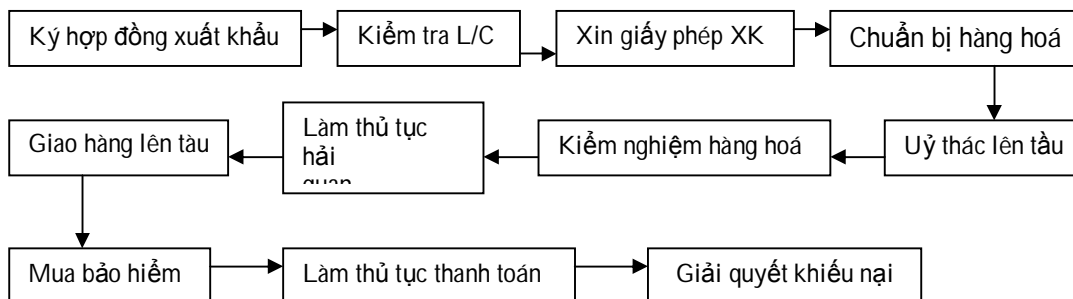 Ký hợp đồng xuất khẩu
Kiểm tra L/C
Xin giấy phép XK
Chuẩn bị hàng hoá
Uỷ thác lên tầu
Kiểm nghiệm hàng hoá
Làm thủ tục
hải
quan
Giao hàng lên tàu
Mua bảo hiểm
Làm thủ tục thanh toán
Giải quyết khiếu nại